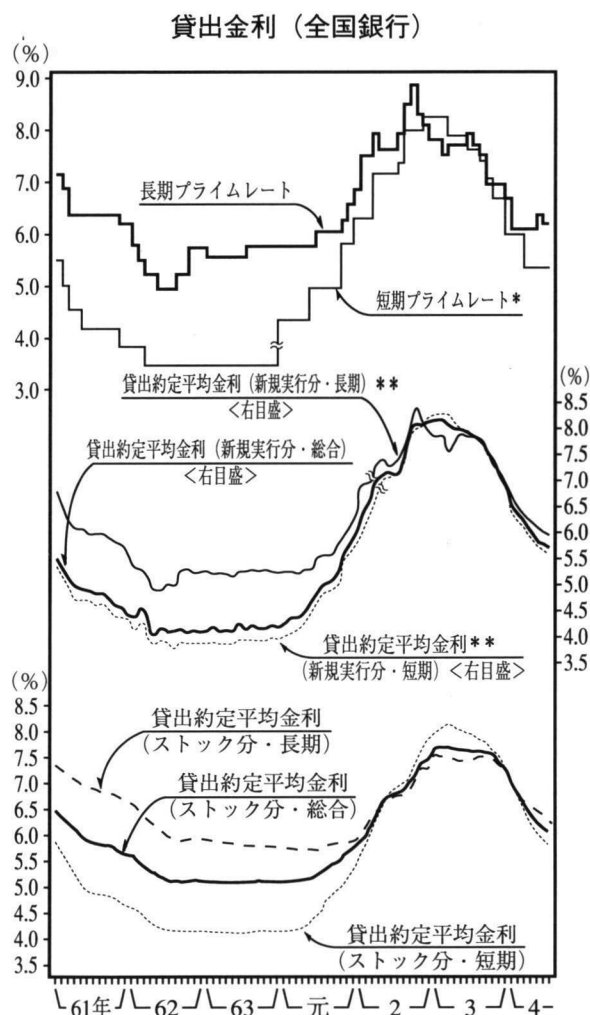 貸出金利（全国銀行）
(%)
9.0
8.0
7.0
6.0
5.0
4.0
3.0
長期プライムレート
短期プライムレート*
(%)
8.5
8.0
7.5
7.0
6.5
6.0
5.5
5.0
4.5
4.0
3.5
貸出約定平均金利（新規実行分・長期）**
<右目盛>
貸出約定平均金利（新規実行分・総合）
<右目盛>
貸出約定平均金利**
(新規実行分・短期)<右目盛>
(%)
8.5
8.0
7.5
7.0
6.5
6.0
5.5
5.0
4.5
4.0
3.5
貸出約定平均金利
(ストック分・長期)
貸出約定平均金利
(ストック分・総合)
貸出約定平均金利
(ストック分・短期)
61年 62 63 元 2 3 4